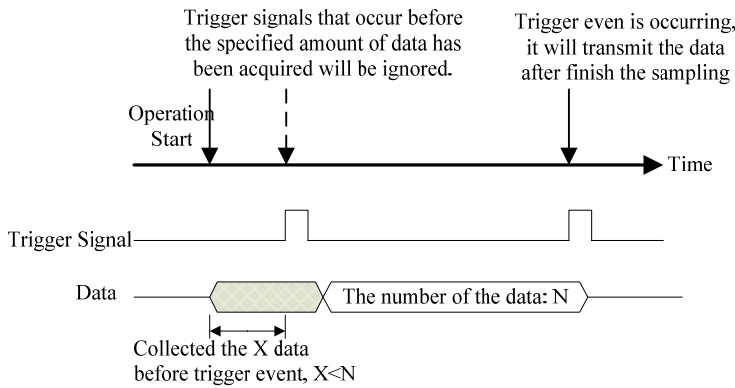 Trigger signals that occur before
the specified amount of data has
been acquired will be ignored.
Trigger even is occurring,
it will transmit the data
after finish the sampling
Operation
Start
Time
Trigger Signal
Data
The number of the data: N
Collected the X data
before trigger event, X<N